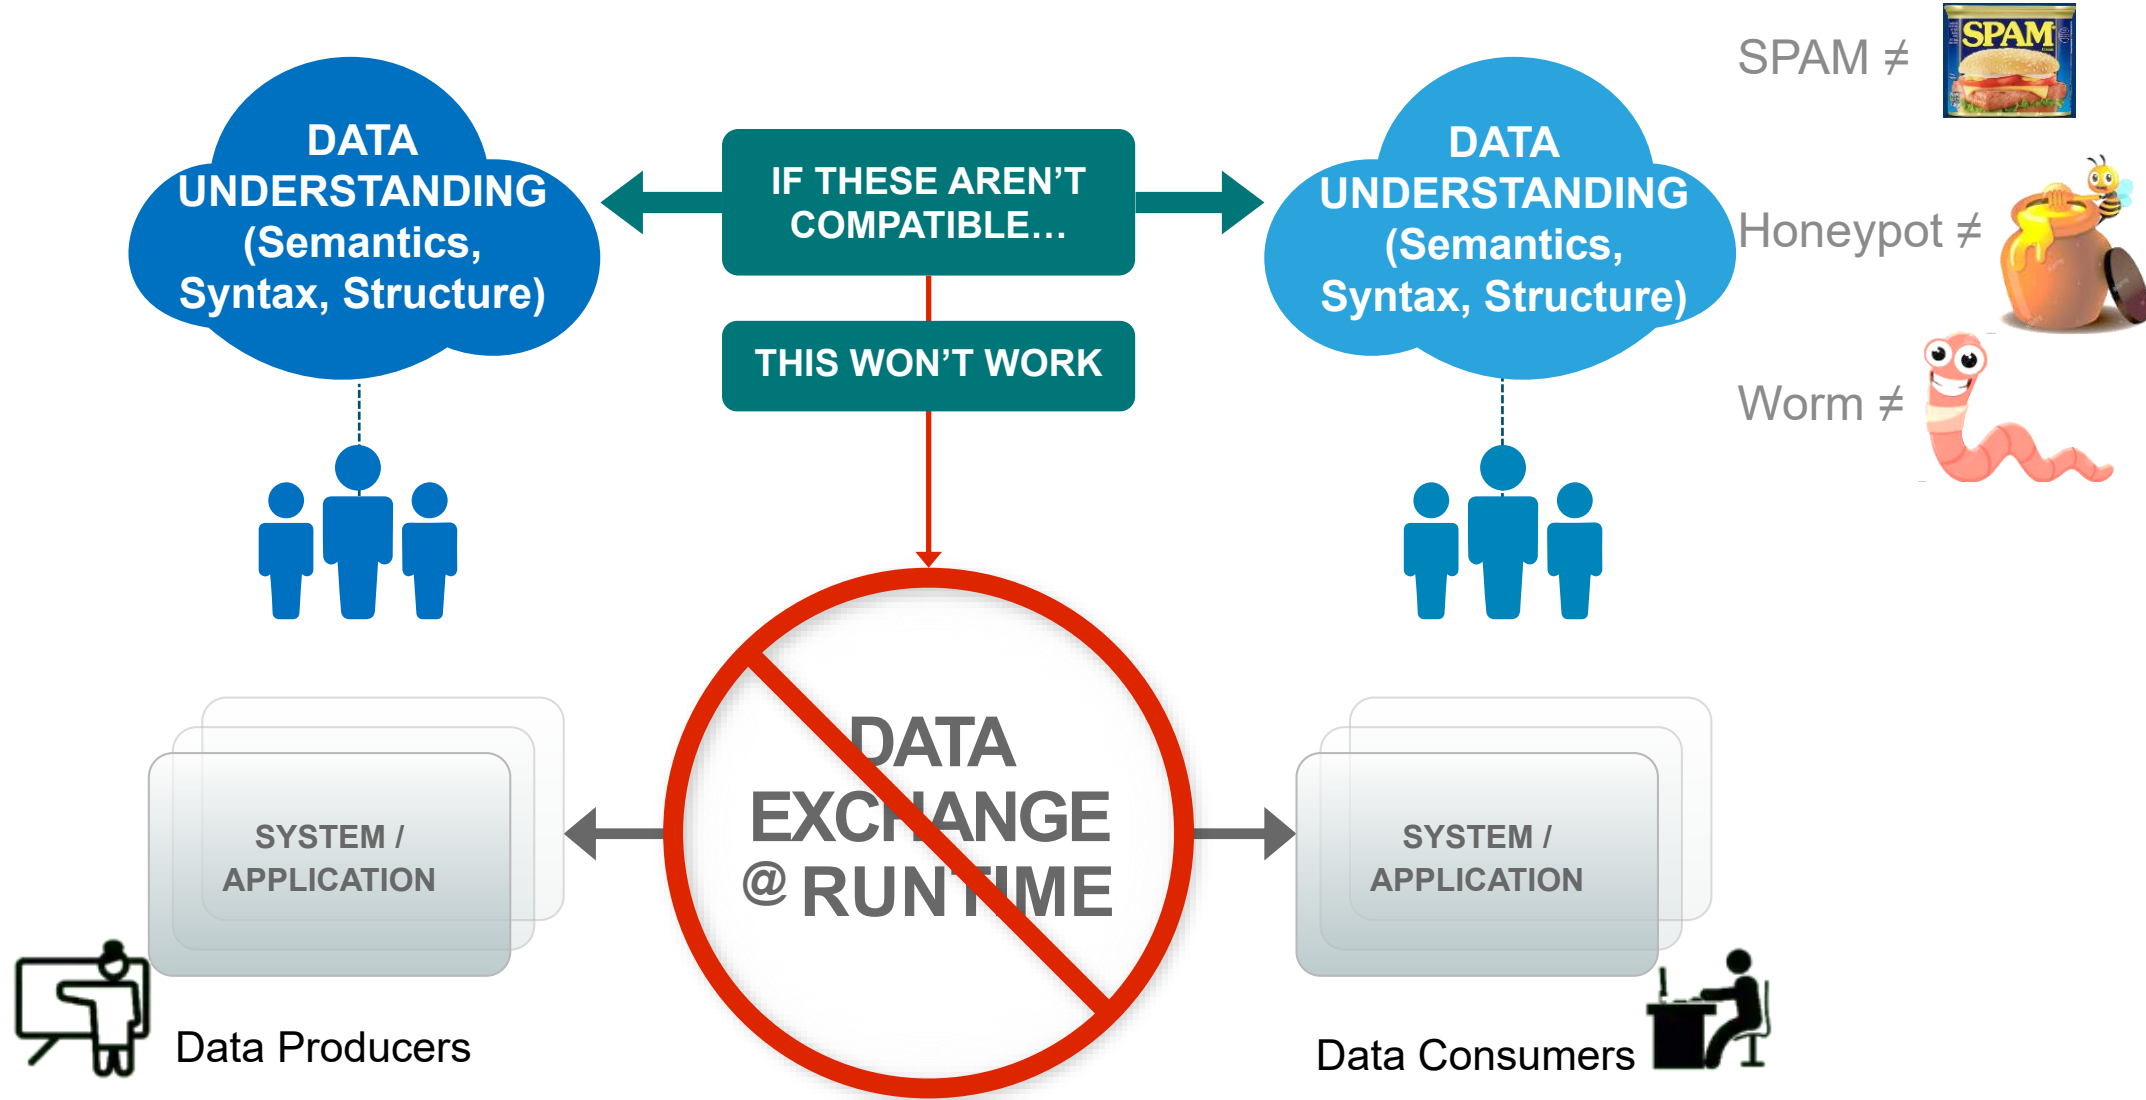 DATA
UNDERSTANDING
(Semantics,
Syntax, Structure)
IF THESE AREN’T
COMPATIBLE…
THIS WON’T WORK
DATA
UNDERSTANDING
(Semantics,
Syntax, Structure)
SPAM ≠
SPAM
Honeypot ≠
Worm ≠
DATA
EXCHANGE
@ RUNTIME
SYSTEM /
APPLICATION
SYSTEM /
APPLICATION
Data Producers
Data Consumers